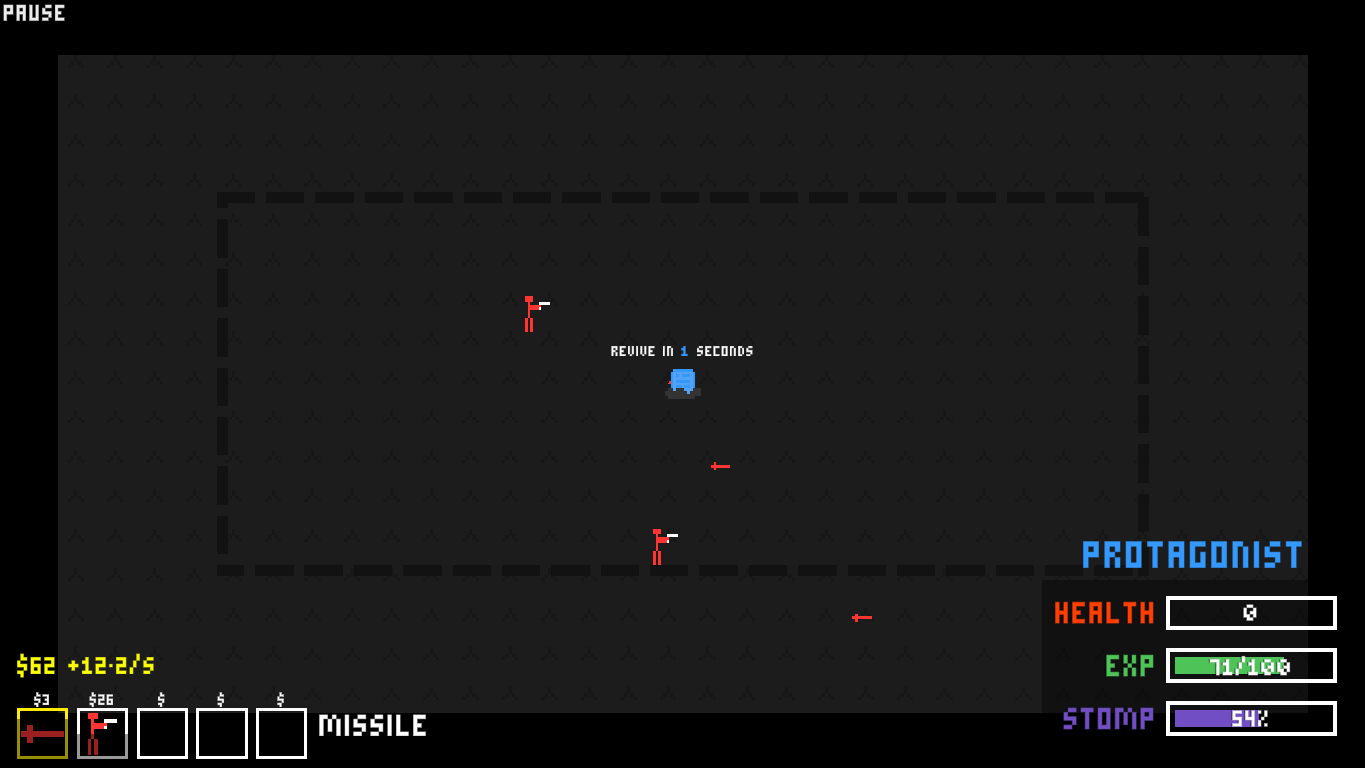 PAUSE
REVIVE IN 1 SECONDS
PROTAGONIST
HEALTH 0
EXP 71/100
STOMP 54%
$62 +12.2/S
$3 $26 $ $ $
MISSILE